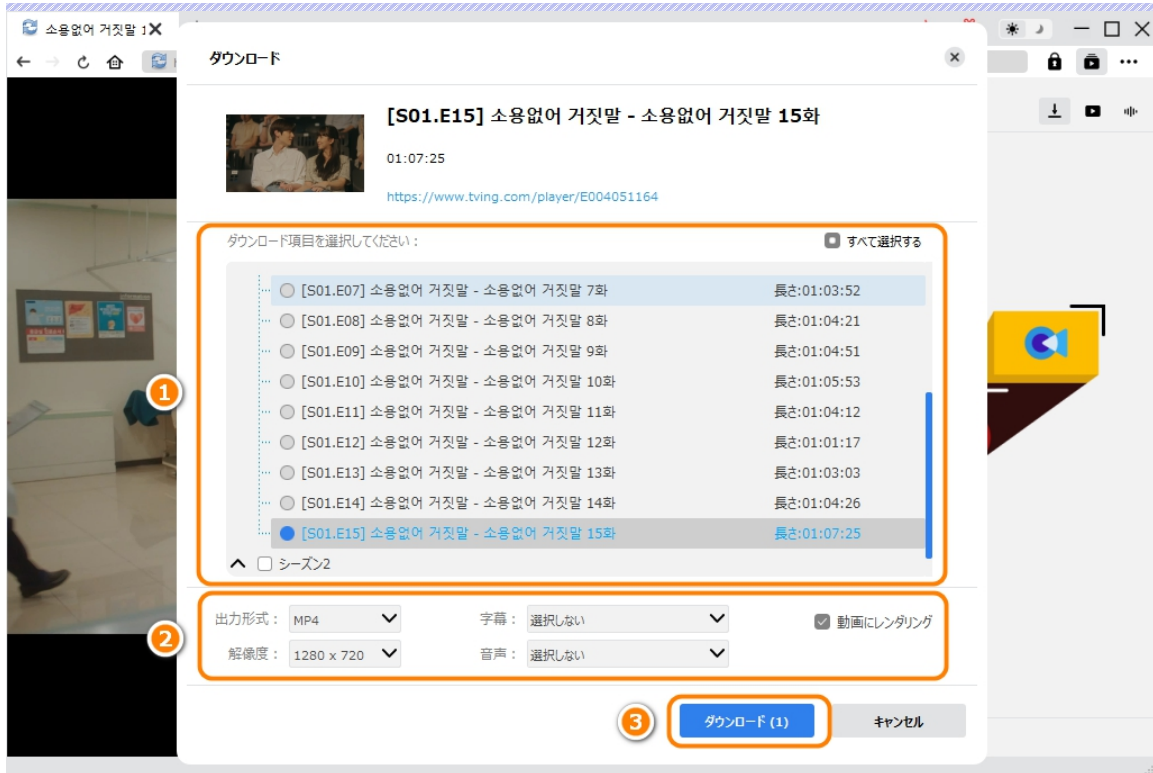 소용없어 거짓말 1
ダウンロード
[S01.E15] 소용없어 거짓말 - 소용없어 거짓말 15화
01:07:25
https://www.tving.com/player/E004051164
ダウンロード項目を選択してください：
すべて選択する
[S01.E07] 소용없어 거짓말 - 소용없어 거짓말 7화 長さ:01:03:52
[S01.E08] 소용없어 거짓말 - 소용없어 거짓말 8화 長さ:01:04:21
[S01.E09] 소용없어 거짓말 - 소용없어 거짓말 9화 長さ:01:04:51
[S01.E10] 소용없어 거짓말 - 소용없어 거짓말 10화 長さ:01:05:53
[S01.E11] 소용없어 거짓말 - 소용없어 거짓말 11화 長さ:01:04:12
[S01.E12] 소용없어 거짓말 - 소용없어 거짓말 12화 長さ:01:01:17
[S01.E13] 소용없어 거짓말 - 소용없어 거짓말 13화 長さ:01:03:03
[S01.E14] 소용없어 거짓말 - 소용없어 거짓말 14화 長さ:01:04:26
[S01.E15] 소용없어 거짓말 - 소용없어 거짓말 15화 長さ:01:07:25
シーズン2
1
出力形式： MP4 字幕： 選択しない 動画にレンダリング
2
解像度： 1280 x 720 音声： 選択しない
3 ダウンロード (1) キャンセル